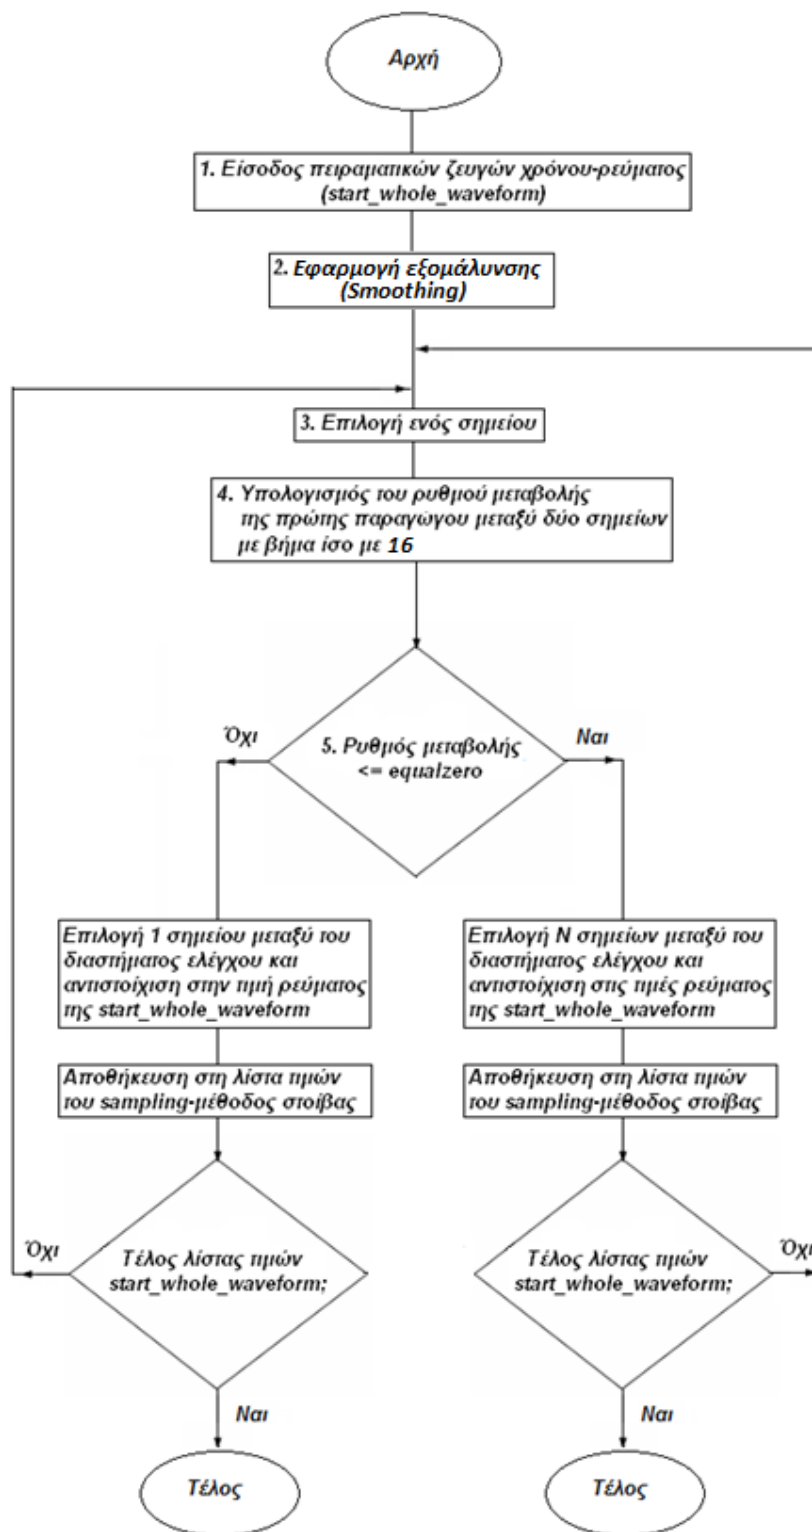 Αρχή
1. Είσοδος πειραματικών ζευγών χρόνου-ρεύματος
(start_whole_waveform)
2. Εφαρμογή εξομάλυνσης
(Smoothing)
3. Επιλογή ενός σημείου
4. Υπολογισμός του ρυθμού μεταβολής
της πρώτης παραγώγου μεταξύ δύο σημείων
με βήμα ίσο με 16
Όχι
Ναι
5. Ρυθμός μεταβολής
<= equalzero
Επιλογή 1 σημείου μεταξύ του
διαστήματος ελέγχου και
αντιστοίχιση στην τιμή ρεύματος
της start_whole_waveform
Επιλογή Ν σημείων μεταξύ του
διαστήματος ελέγχου και
αντιστοίχιση στις τιμές ρεύματος
της start_whole_waveform
Αποθήκευση στη λίστα τιμών
του sampling-μέθοδος στοίβας
Αποθήκευση στη λίστα τιμών
του sampling-μέθοδος στοίβας
Όχι
Τέλος λίστας τιμών
start_whole_waveform;
Τέλος λίστας τιμών
start_whole_waveform;
Όχι
Ναι
Ναι
Τέλος
Τέλος